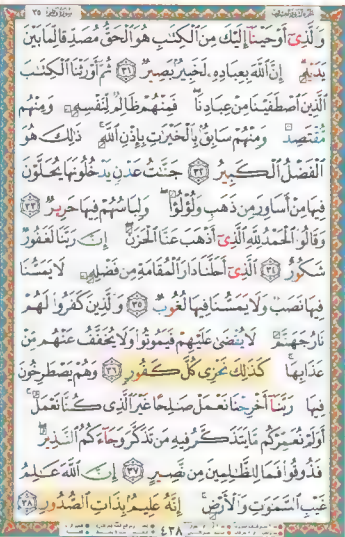 وَٱلَّذِىٓ أَوْحَيْنَآ إِلَيْكَ مِنَ ٱلْكِتَٰبِ هُوَ ٱلْحَقُّ مُصَدِّقًا لِّمَا بَيْنَ
يَدَيْهِ إِنَّ ٱللَّهَ بِعِبَادِهِۦ لَخَبِيرٌۢ بَصِيرٌ ٣١ ثُمَّ أَوْرَثْنَا ٱلْكِتَٰبَ
ٱلَّذِينَ ٱصْطَفَيْنَا مِنْ عِبَادِنَا فَمِنْهُمْ ظَالِمٌ لِّنَفْسِهِۦ وَمِنْهُم
مُّقْتَصِدٌ وَمِنْهُمْ سَابِقٌۢ بِٱلْخَيْرَٰتِ بِإِذْنِ ٱللَّهِ ذَٰلِكَ هُوَ
ٱلْفَضْلُ ٱلْكَبِيرُ ٣٢ جَنَّٰتُ عَدْنٍ يَدْخُلُونَهَا يُحَلَّوْنَ
فِيهَا مِنْ أَسَاوِرَ مِن ذَهَبٍ وَلُؤْلُؤًا وَلِبَاسُهُمْ فِيهَا حَرِيرٌ ٣٣
وَقَالُوا۟ ٱلْحَمْدُ لِلَّهِ ٱلَّذِىٓ أَذْهَبَ عَنَّا ٱلْحَزَنَ إِنَّ رَبَّنَا لَغَفُورٌ
شَكُورٌ ٣٤ ٱلَّذِىٓ أَحَلَّنَا دَارَ ٱلْمُقَامَةِ مِن فَضْلِهِۦ لَا يَمَسُّنَا
فِيهَا نَصَبٌ وَلَا يَمَسُّنَا فِيهَا لُغُوبٌ ٣٥ وَٱلَّذِينَ كَفَرُوا۟ لَهُمْ
نَارُ جَهَنَّمَ لَا يُقْضَىٰ عَلَيْهِمْ فَيَمُوتُوا۟ وَلَا يُخَفَّفُ عَنْهُم مِّنْ
عَذَابِهَا كَذَٰلِكَ نَجْزِى كُلَّ كَفُورٍ ٣٦ وَهُمْ يَصْطَرِخُونَ
فِيهَا رَبَّنَآ أَخْرِجْنَا نَعْمَلْ صَٰلِحًا غَيْرَ ٱلَّذِى كُنَّا نَعْمَلُ
أَوَلَمْ نُعَمِّرْكُم مَّا يَتَذَكَّرُ فِيهِ مَن تَذَكَّرَ وَجَآءَكُمُ ٱلنَّذِيرُ
فَذُوقُوا۟ فَمَا لِلظَّٰلِمِينَ مِن نَّصِيرٍ ٣٧ إِنَّ ٱللَّهَ عَٰلِمُ
غَيْبِ ٱلسَّمَٰوَٰتِ وَٱلْأَرْضِ إِنَّهُۥ عَلِيمٌۢ بِذَاتِ ٱلصُّدُورِ ٣٨
٤٣٨